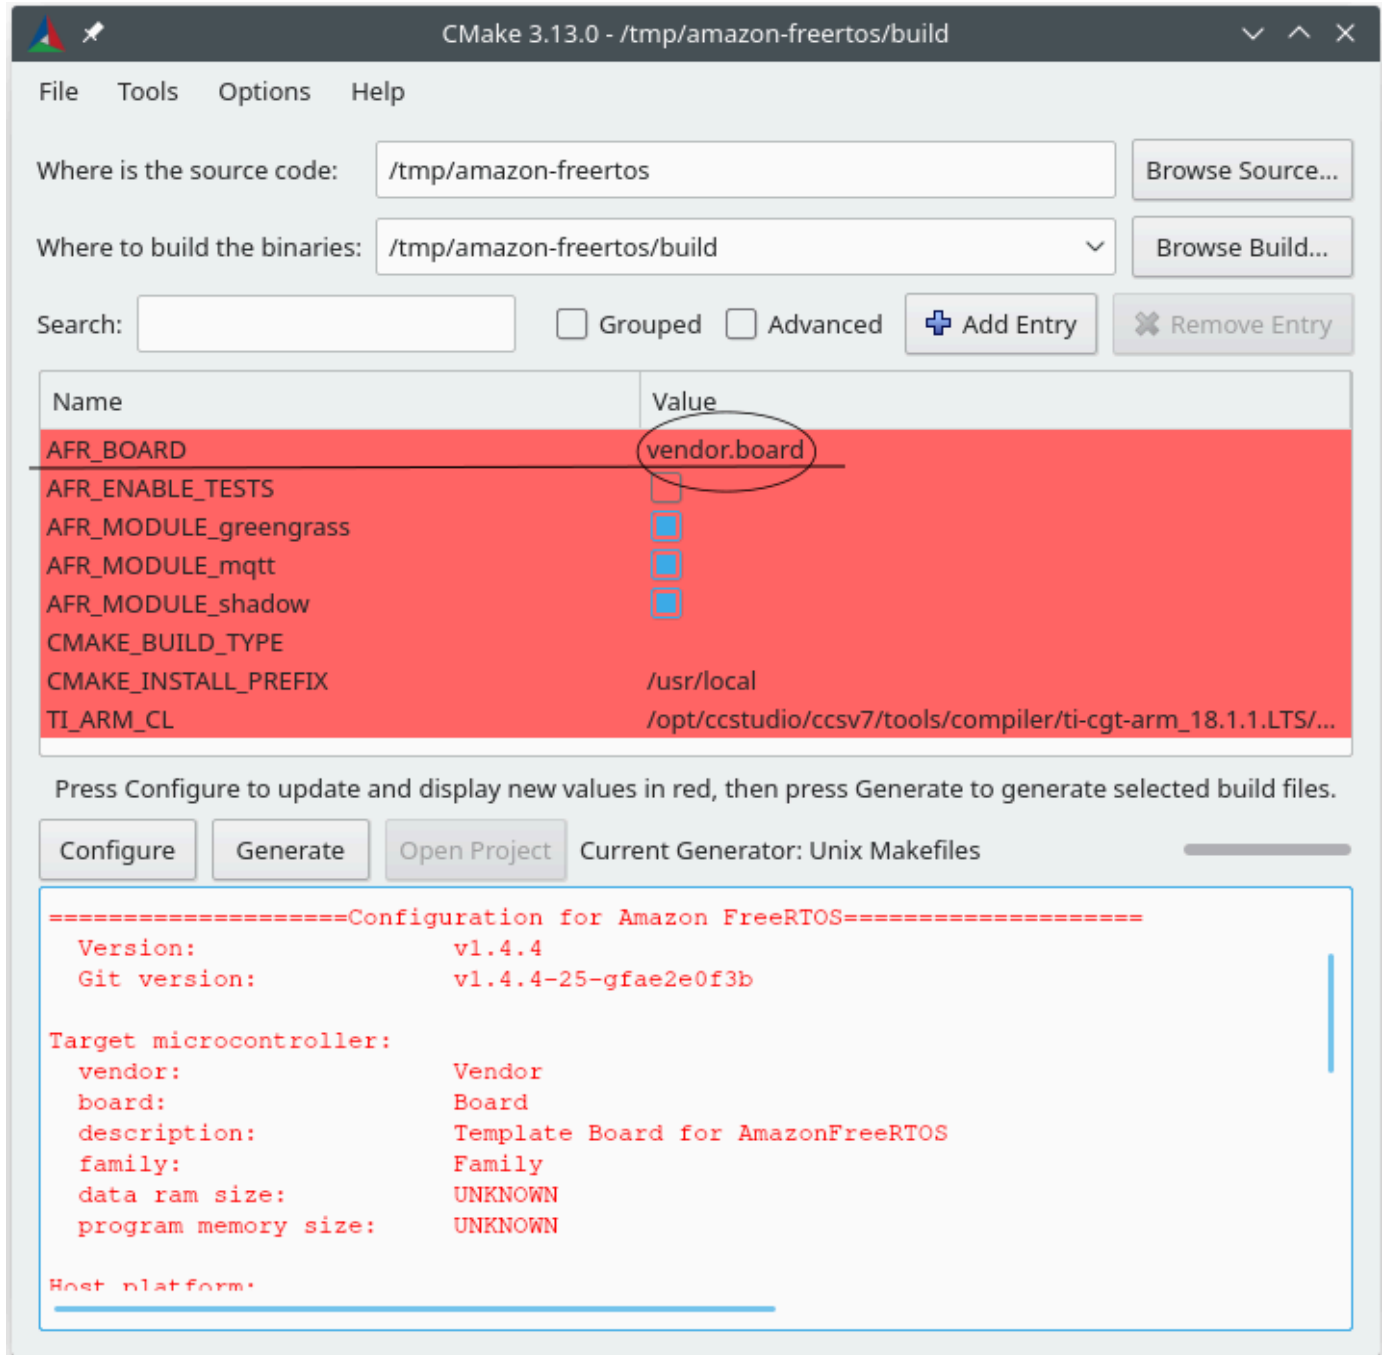 CMake 3.13.0 - /tmp/amazon-freertos/build
File Tools Options Help
Where is the source code: /tmp/amazon-freertos Browse Source...
Where to build the binaries: /tmp/amazon-freertos/build Browse Build...
Search: Grouped Advanced Add Entry Remove Entry
Name Value
AFR_BOARD vendor.board
AFR_ENABLE_TESTS
AFR_MODULE_greengrass
AFR_MODULE_mqtt
AFR_MODULE_shadow
CMAKE_BUILD_TYPE
CMAKE_INSTALL_PREFIX /usr/local
TI_ARM_CL /opt/ccstudio/ccsv7/tools/compiler/ti-cgt-arm_18.1.1.LTS/...
Press Configure to update and display new values in red, then press Generate to generate selected build files.
Configure Generate Open Project Current Generator: Unix Makefiles
====================Configuration for Amazon FreeRTOS====================
Version: v1.4.4
Git version: v1.4.4-25-gfae2e0f3b
Target microcontroller:
vendor: Vendor
board: Board
description: Template Board for AmazonFreeRTOS
family: Family
data ram size: UNKNOWN
program memory size: UNKNOWN
Host platform: